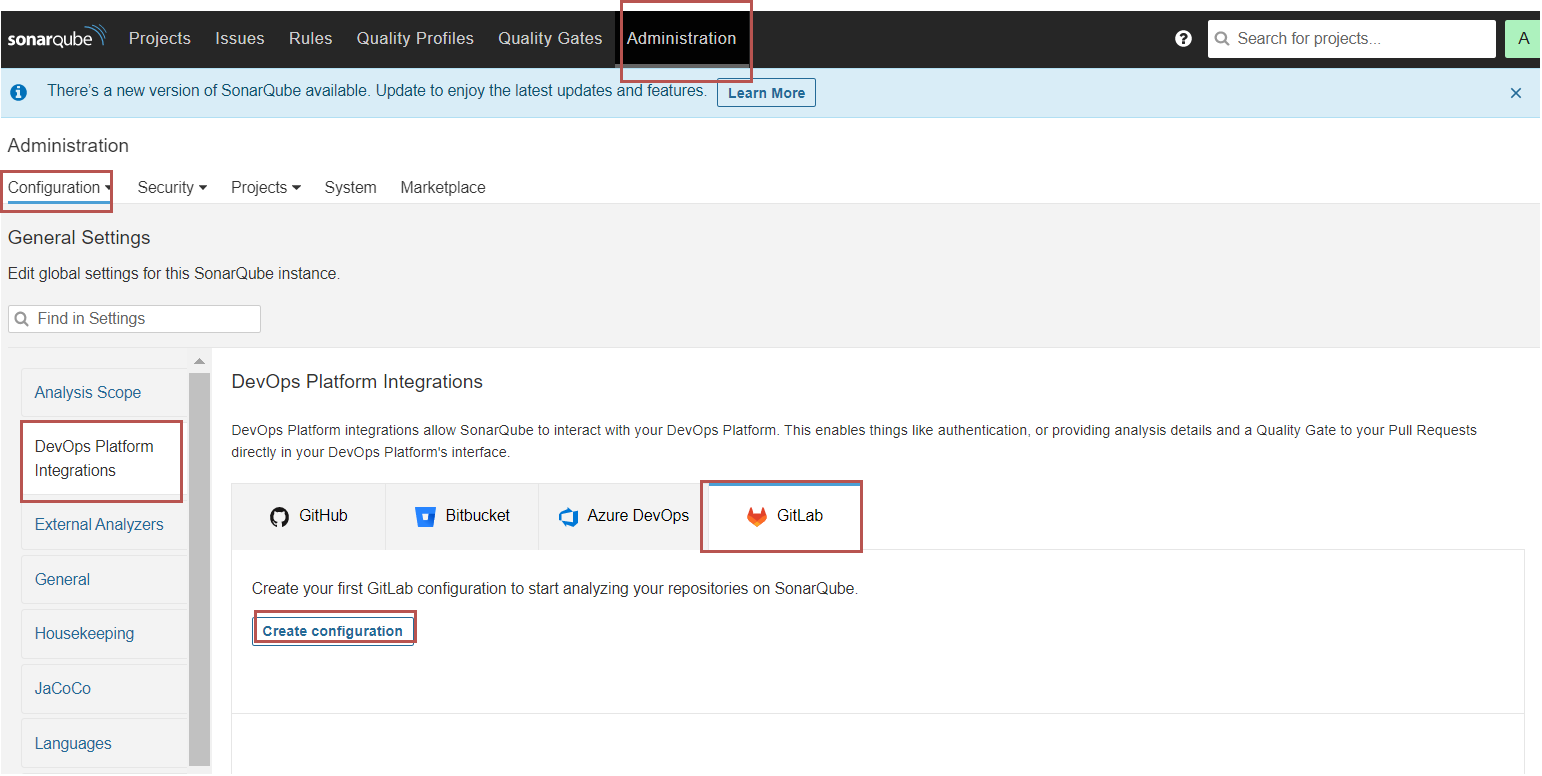 sonarqube Projects Issues Rules Quality Profiles Quality Gates Administration ? Search for projects... A
There's a new version of SonarQube available. Update to enjoy the latest updates and features. Learn More
Administration
Configuration Security Projects System Marketplace
General Settings
Edit global settings for this SonarQube instance.
Find in Settings
Analysis Scope
DevOps Platform
Integrations
External Analyzers
General
Housekeeping
JaCoCo
Languages
DevOps Platform Integrations
DevOps Platform integrations allow SonarQube to interact with your DevOps Platform. This enables things like authentication, or providing analysis details and a Quality Gate to your Pull Requests
directly in your DevOps Platform's interface.
GitHub Bitbucket Azure DevOps GitLab
Create your first GitLab configuration to start analyzing your repositories on SonarQube.
Create configuration